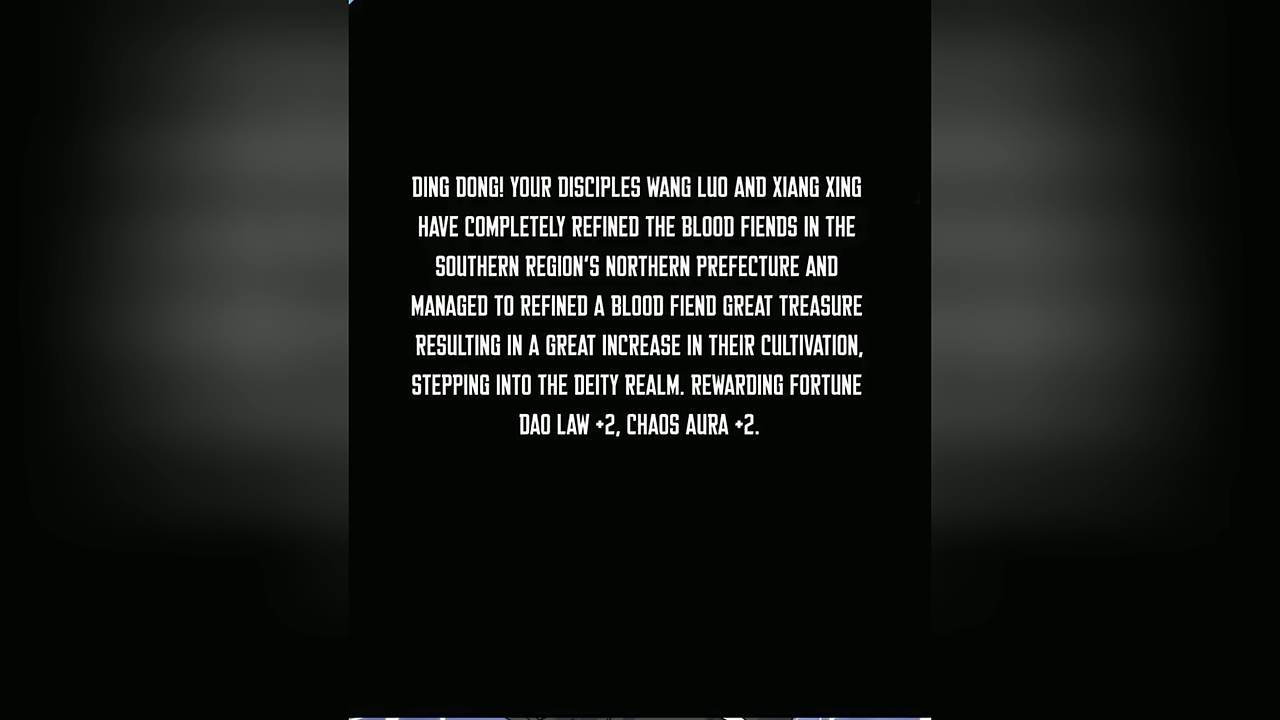 DING DONG! YOUR DISCIPLES WANG LUO AND XIANG XING
HAVE COMPLETELY REFINED THE BLOOD FIENDS IN THE
SOUTHERN REGION'S NORTHERN PREFECTURE AND
MANAGED TO REFINED A BLOOD FIEND GREAT TREASURE
RESULTING IN A GREAT INCREASE IN THEIR CULTIVATION,
STEPPING INTO THE DEITY REALM. REWARDING FORTUNE
DAO LAW +2, CHAOS AURA +2.